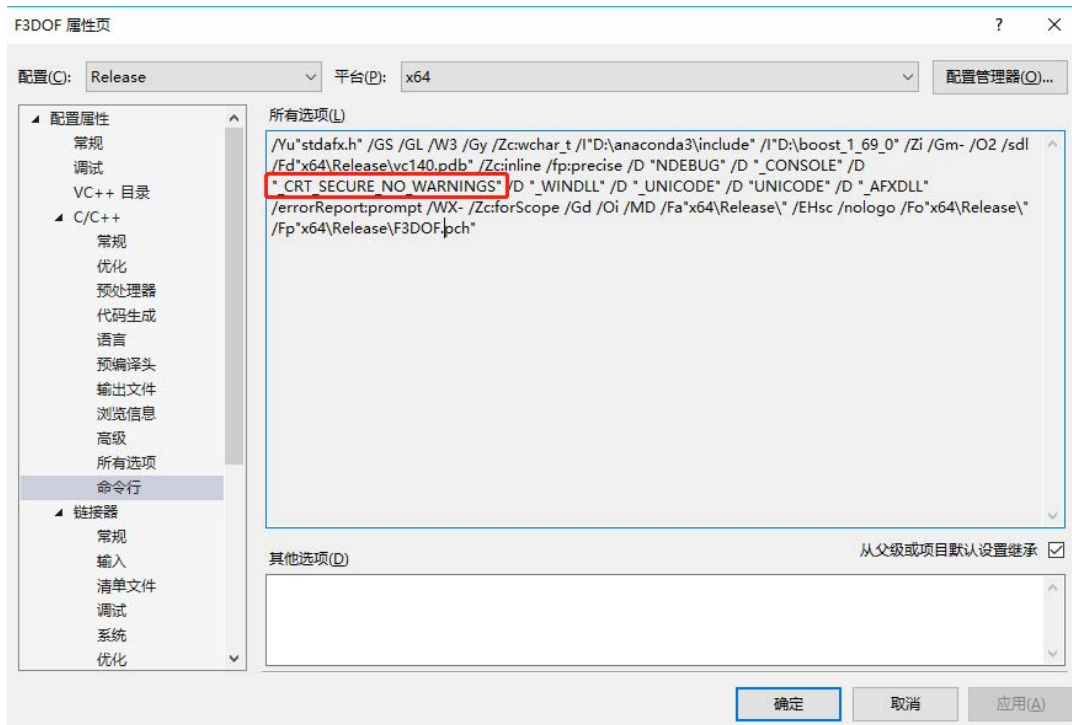 F3DOF 属性页 ? ×
配置(C): Release 平台(P): x64 配置管理器(O)...
配置属性
常规
调试
VC++ 目录
C/C++
常规
优化
预处理器
代码生成
语言
预编译头
输出文件
浏览信息
高级
所有选项
命令行
链接器
常规
输入
清单文件
调试
系统
优化
所有选项(L)
/Yu"stdafx.h" /GS /GL /W3 /Gy /Zc:wchar_t /I"D:\anaconda3\include" /I"D:\boost_1_69_0" /Zi /Gm- /O2 /sdl
/Fd"x64\Release\vc140.pdb" /Zc:inline /fp:precise /D "NDEBUG" /D "_CONSOLE" /D
"_CRT_SECURE_NO_WARNINGS" /D "_WINDLL" /D "_UNICODE" /D "UNICODE" /D "_AFXDLL"
/errorReport:prompt /WX- /Zc:forScope /Gd /Oi /MD /Fa"x64\Release\" /EHsc /nologo /Fo"x64\Release\"
/Fp"x64\Release\F3DOF.pch"
从父级或项目默认设置继承
其他选项(D)
确定 取消 应用(A)